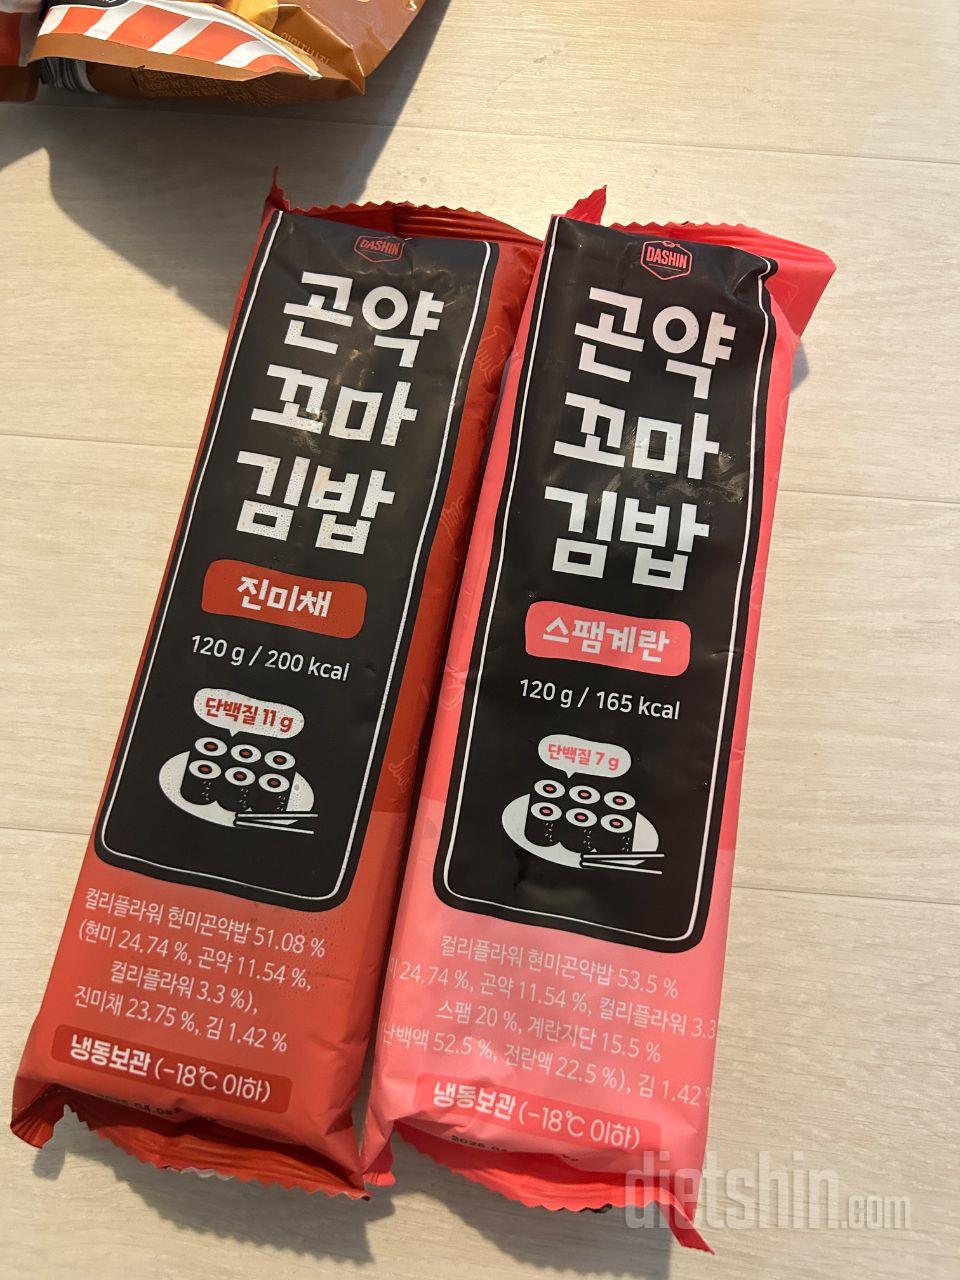 DASHIN
곤약
꼬마
김밥
진미채
120 g / 200 kcal
단백질 11 g
컬리플라워 현미곤약밥 51.08 %
(현미 24.74 %, 곤약 11.54 %,
컬리플라워 3.3 %),
진미채 23.75 %, 김 1.42 %
냉동보관 (-18℃ 이하)
DASHIN
곤약
꼬마
김밥
스팸계란
120 g / 165 kcal
단백질 7 g
컬리플라워 현미곤약밥 53.5 %
24.74 %, 곤약 11.54 %, 컬리플라워 3.3
스팸 20 %, 계란지단 15.5 %
난백액 52.5 %, 전란액 22.5 %), 김 1.42 %
냉동보관 (-18℃ 이하)
dietshin.com